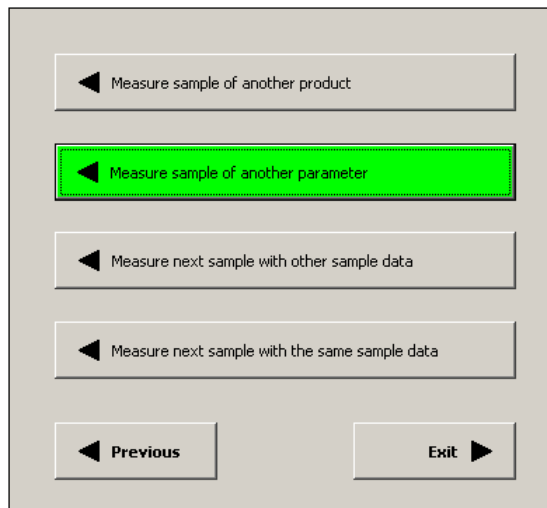 Measure sample of another product
Measure sample of another parameter
Measure next sample with other sample data
Measure next sample with the same sample data
Previous
Exit